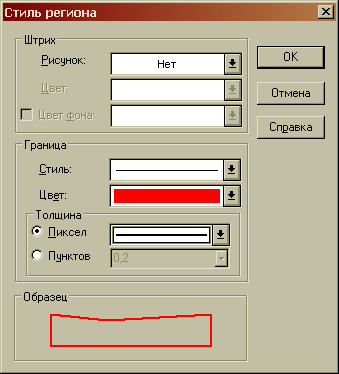 Стиль региона
Штрих
Рисунок:
Нет
Цвет:
Цвет фона:
OK
Отмена
Справка
Граница
Стиль:
Цвет:
Толщина
Пиксел
Пунктов
0,2
Образец